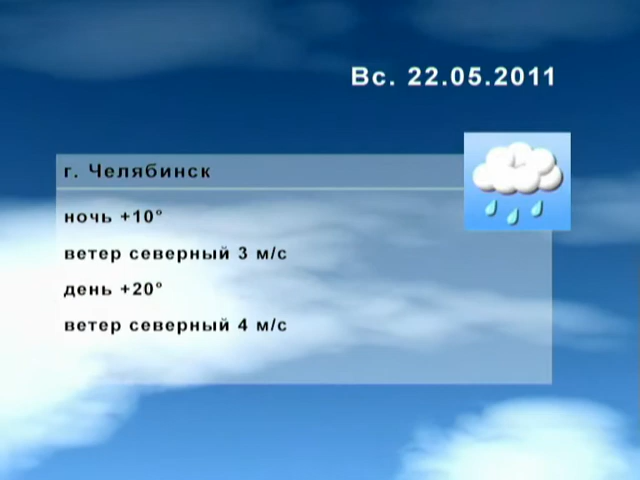 Вс. 22.05.2011
г. Челябинск
ночь +10°
ветер северный 3 м/с
день +20°
ветер северный 4 м/с